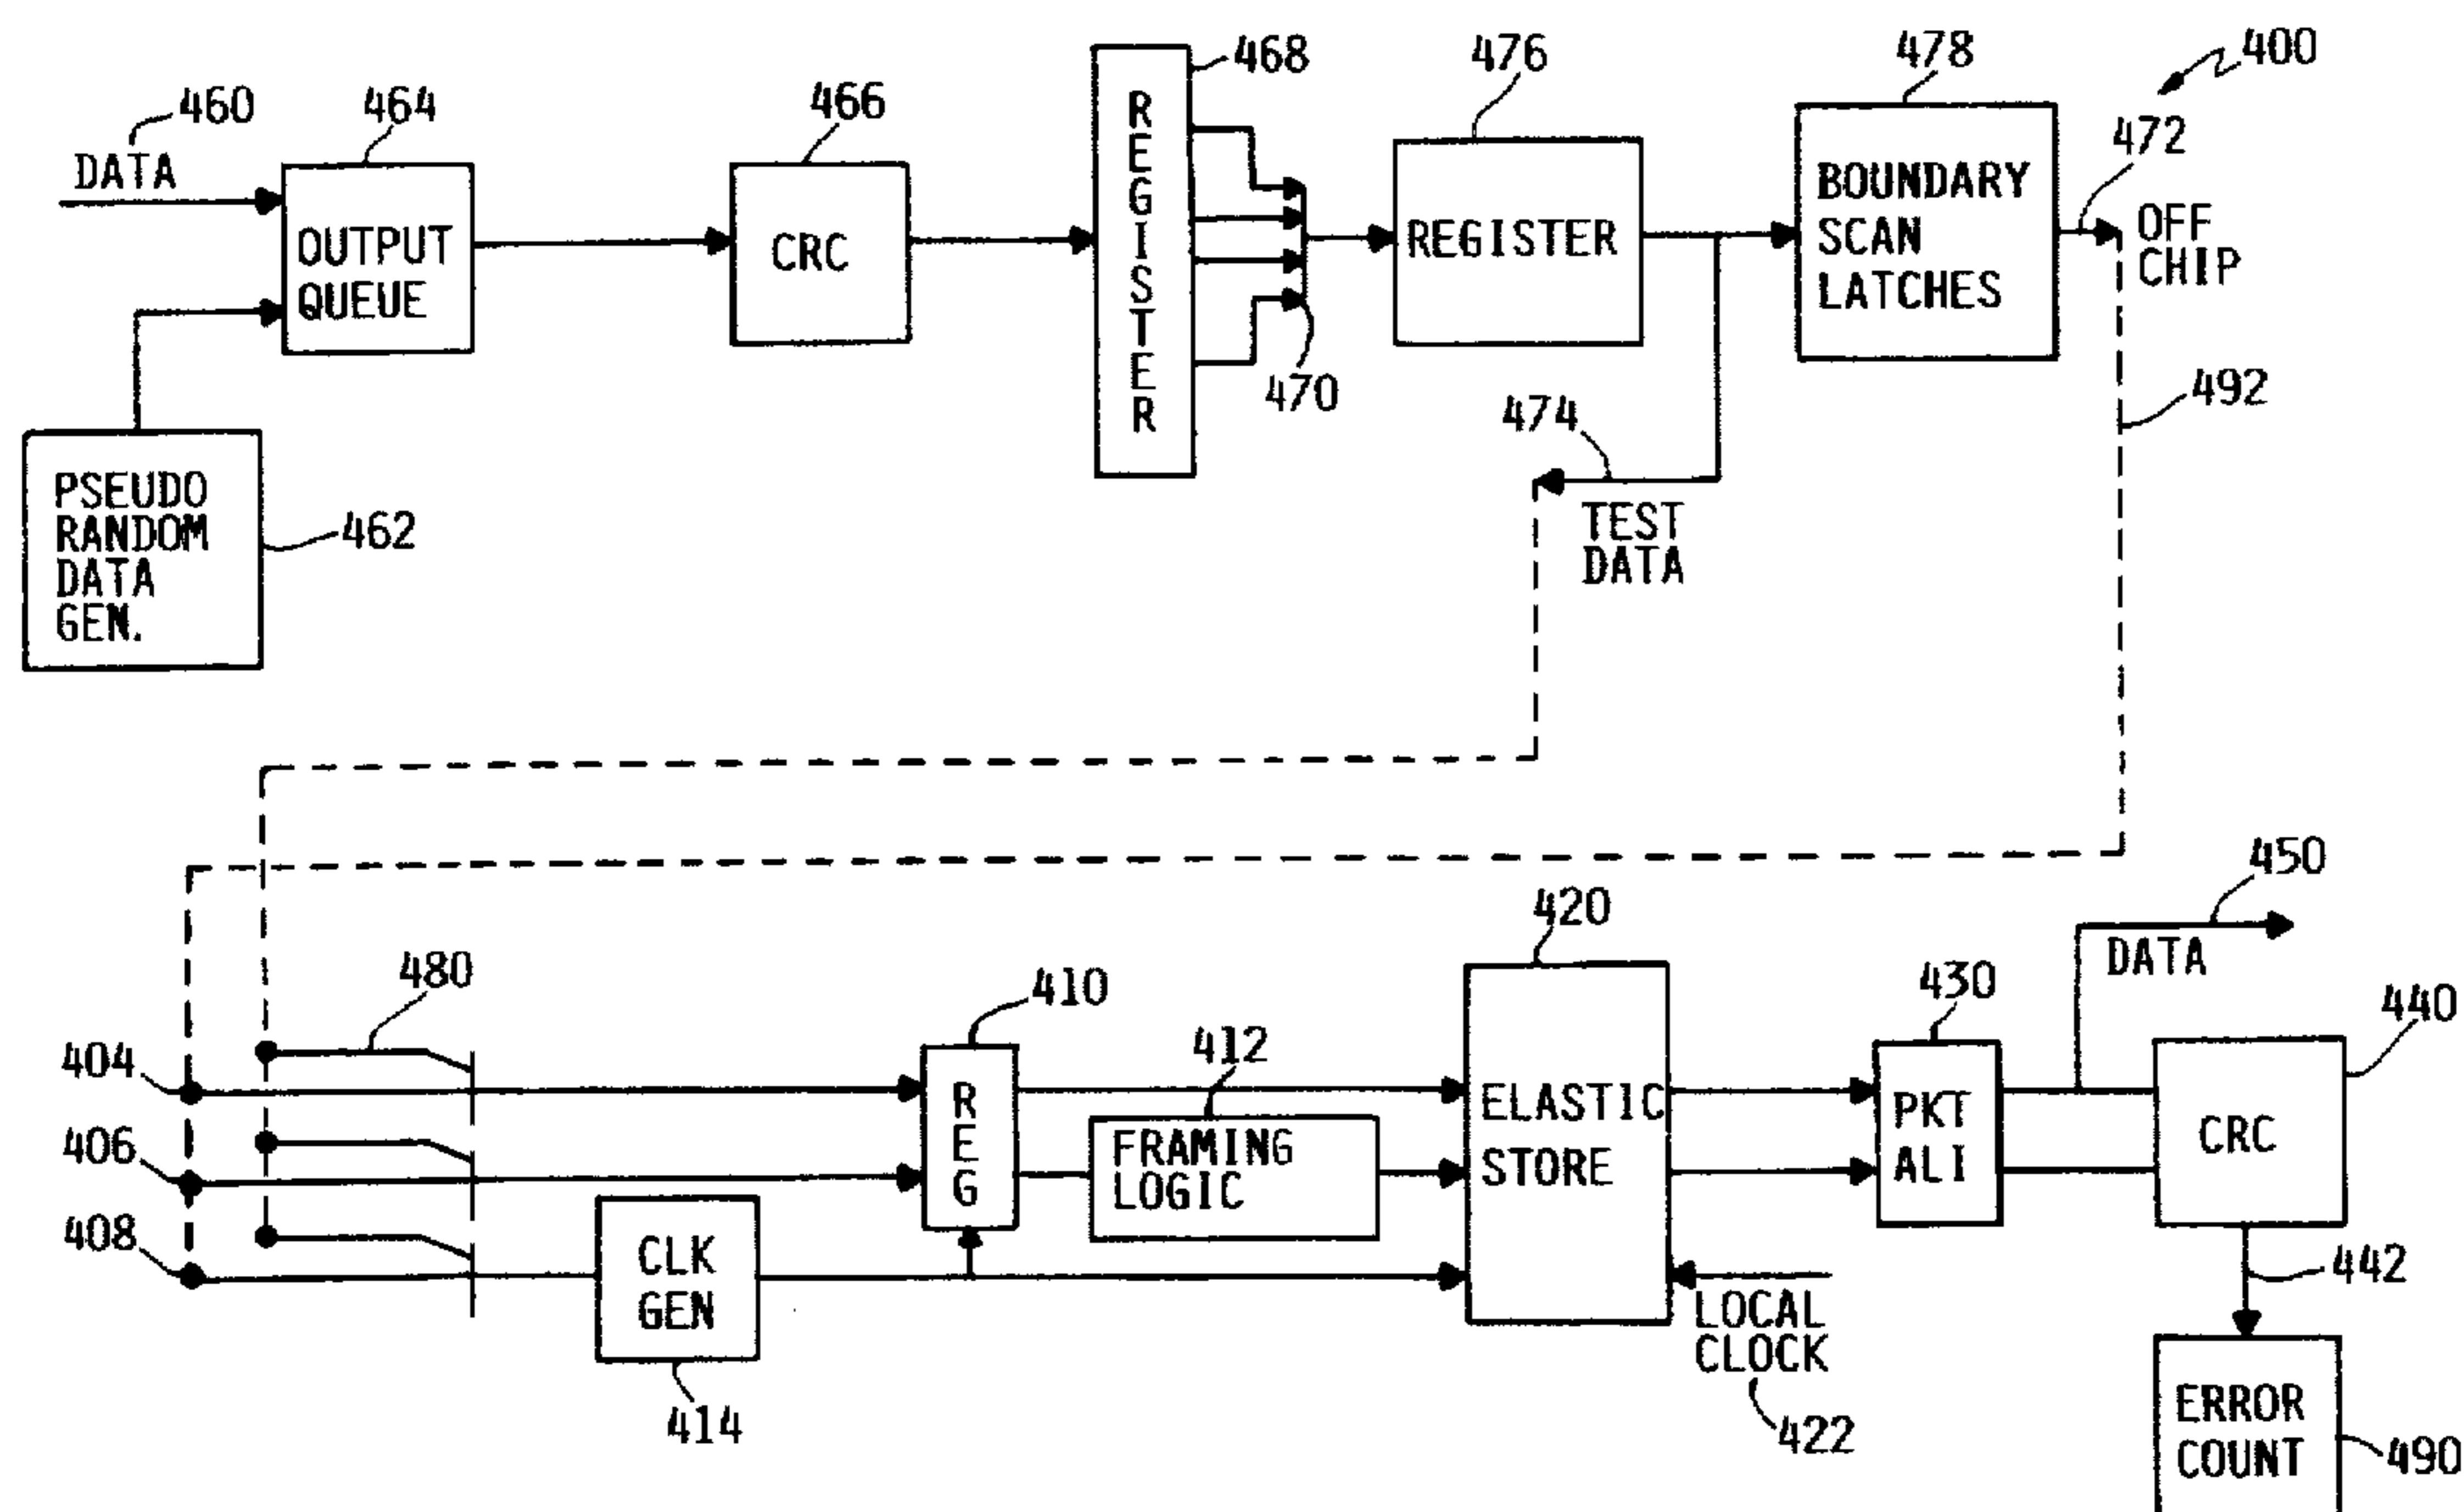 400
460
464
466
468
476
478
472
DATA
OUTPUT
QUEUE
CRC
REGISTER
REGISTER
BOUNDARY
SCAN
LATCHES
OFF
CHIP
470
474
492
PSEUDO
RANDOM
DATA
GEN.
462
TEST
DATA
450
420
DATA
480
410
430
440
404
412
REG
ELASTIC
STORE
PKT
ALI
CRC
406
FRAMING
LOGIC
408
CLK
GEN
442
LOCAL
CLOCK
414
422
ERROR
COUNT
490